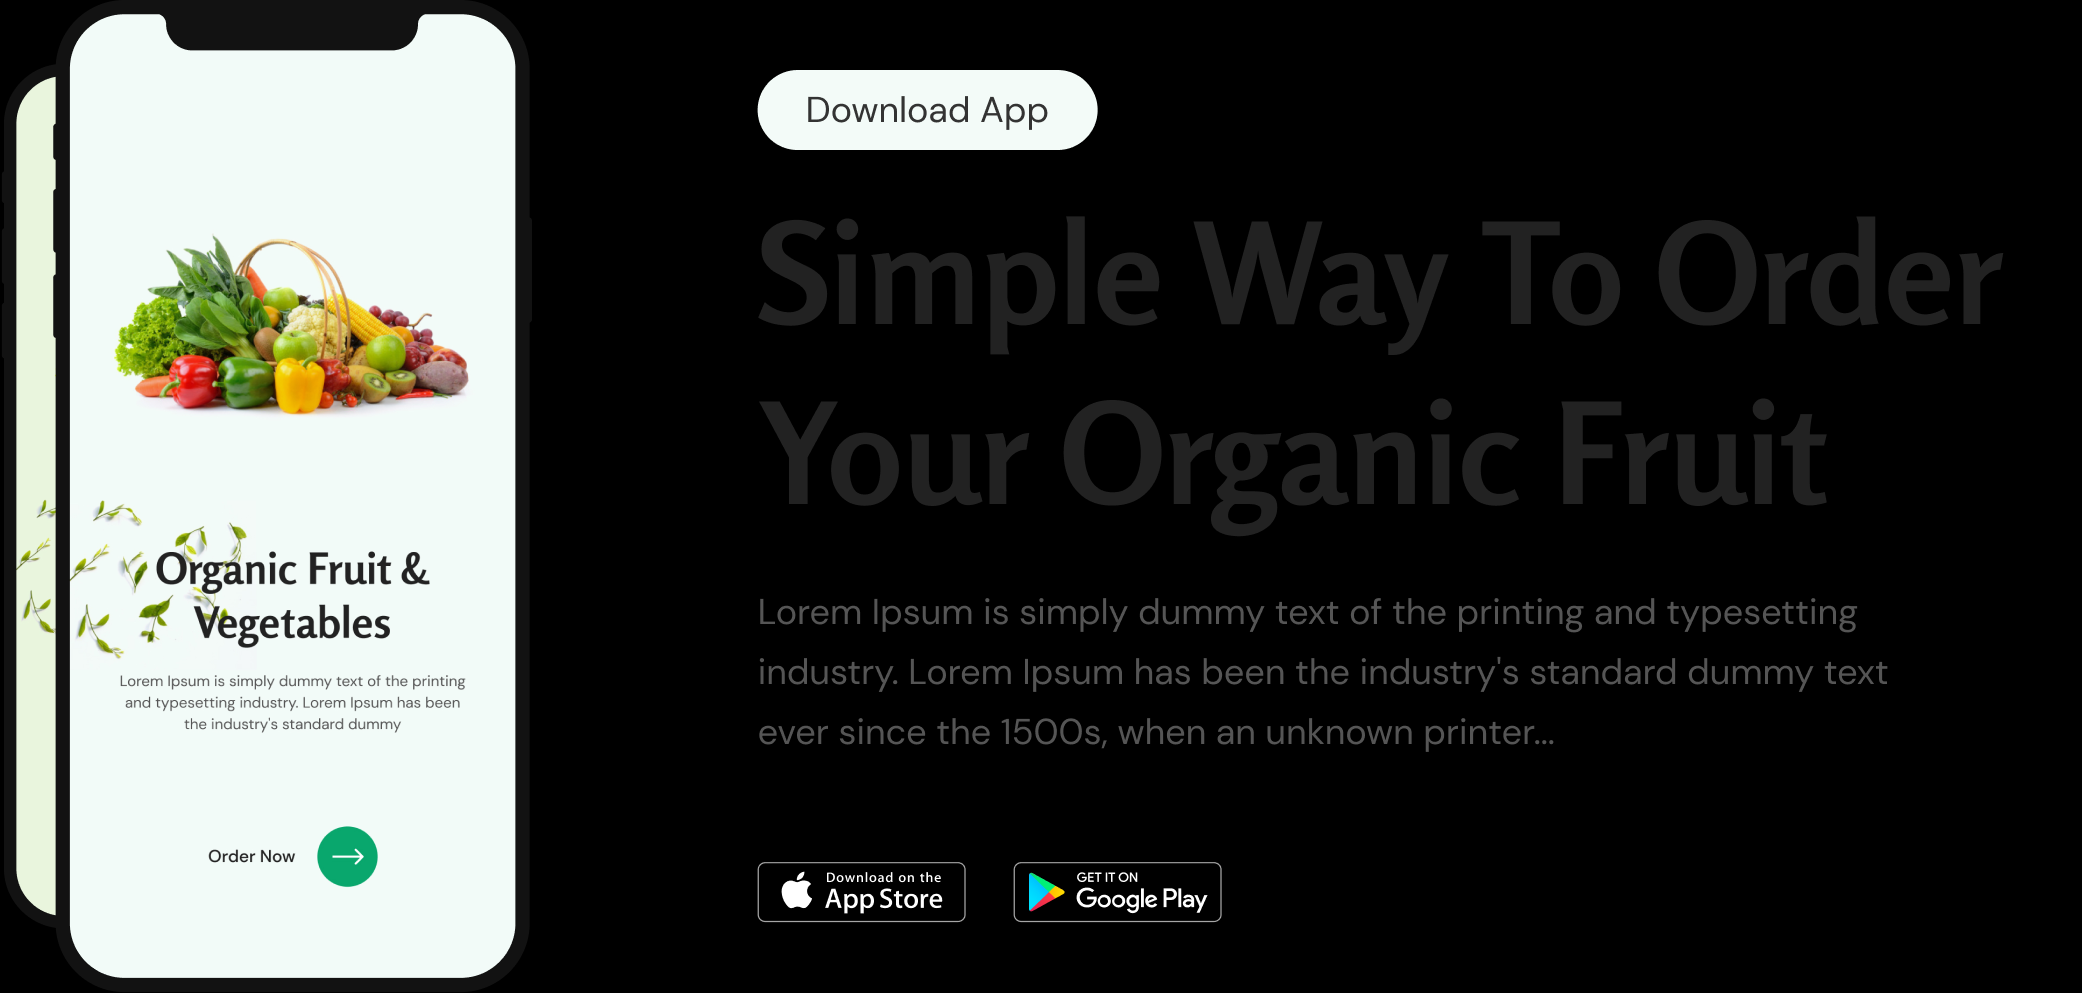 Download App
Simple Way To Order
Your Organic Fruit
Lorem Ipsum is simply dummy text of the printing and typesetting
industry. Lorem Ipsum has been the industry's standard dummy text
ever since the 1500s, when an unknown printer...
Download on the
App Store
GET IT ON
Google Play
Organic Fruit &
Vegetables
Lorem Ipsum is simply dummy text of the printing
and typesetting industry. Lorem Ipsum has been
the industry's standard dummy
Order Now